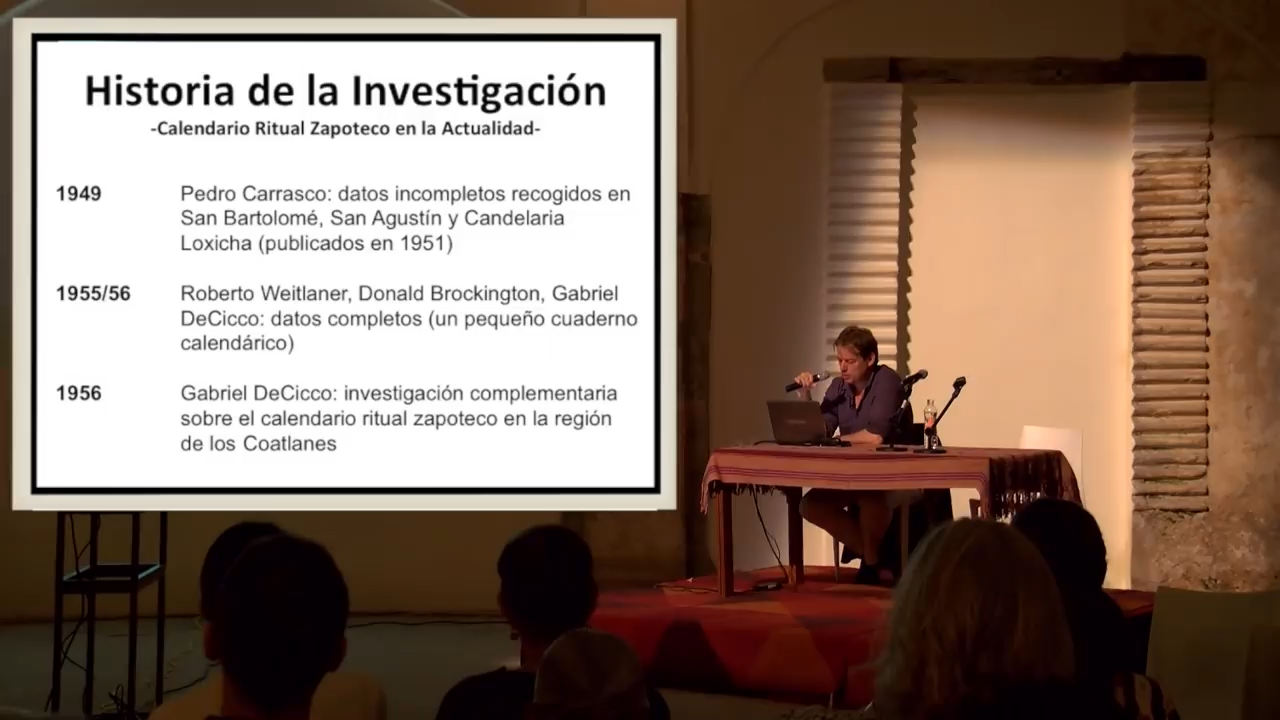 Historia de la Investigación
-Calendario Ritual Zapoteco en la Actualidad-
1949 Pedro Carrasco: datos incompletos recogidos en
San Bartolomé, San Agustín y Candelaria
Loxicha (publicados en 1951)
1955/56 Roberto Weitlaner, Donald Brockington, Gabriel
DeCicco: datos completos (un pequeño cuaderno
calendárico)
1956 Gabriel DeCicco: investigación complementaria
sobre el calendario ritual zapoteco en la región
de los Coatlanes